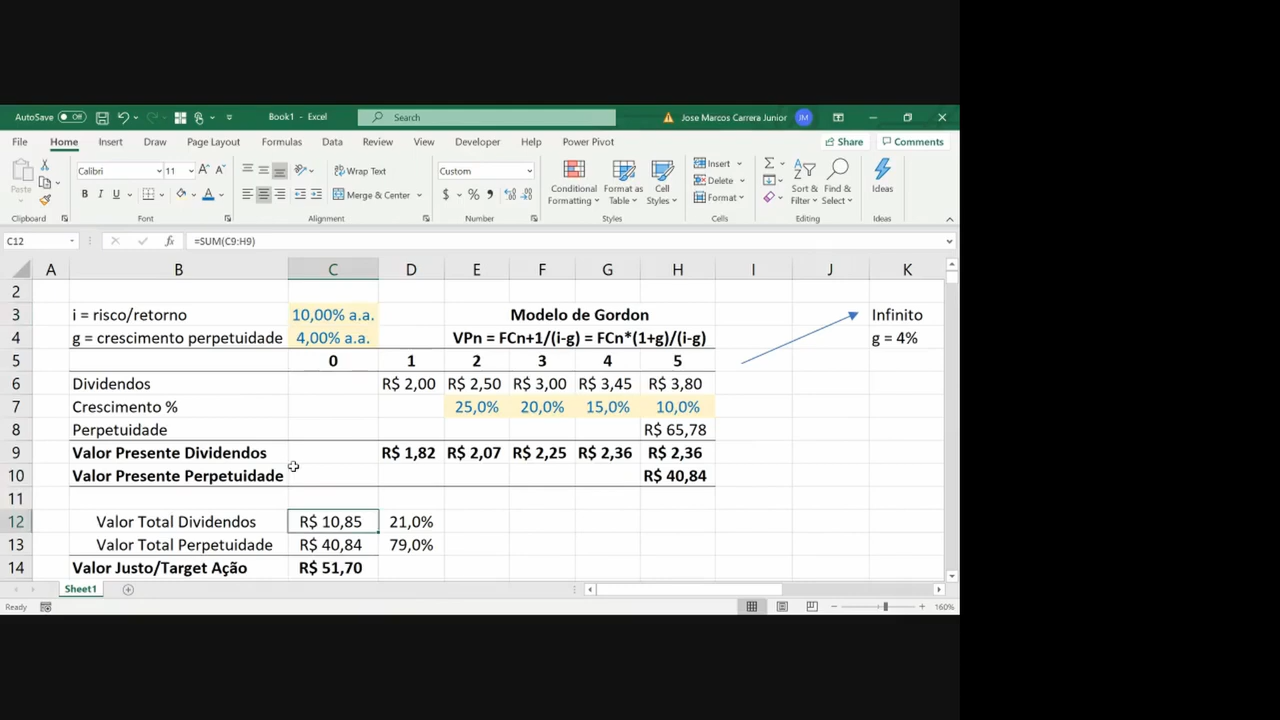 AutoSave Off Book1 - Excel Search Jose Marcos Carrera Junior JM
File Home Insert Draw Page Layout Formulas Data Review View Developer Help Power Pivot Share Comments
Paste Calibri 11 A A Wrap Text Custom Conditional Formatting Format as Table Cell Styles Insert Sort & Filter Find & Select Ideas
B I U A Merge & Center $ % Delete
Format
Clipboard Font Alignment Number Styles Cells Editing Ideas
C12 fx =SUM(C9:H9)
A B C D E F G H I J K
2
3 i = risco/retorno 10,00% a.a. Modelo de Gordon Infinito
4 g = crescimento perpetuidade 4,00% a.a. VPn = FCn+1/(i-g) = FCn*(1+g)/(i-g) g = 4%
5 0 1 2 3 4 5
6 Dividendos R$ 2,00 R$ 2,50 R$ 3,00 R$ 3,45 R$ 3,80
7 Crescimento % 25,0% 20,0% 15,0% 10,0%
8 Perpetuidade R$ 65,78
9 Valor Presente Dividendos R$ 1,82 R$ 2,07 R$ 2,25 R$ 2,36 R$ 2,36
10 Valor Presente Perpetuidade R$ 40,84
11
12 Valor Total Dividendos R$ 10,85 21,0%
13 Valor Total Perpetuidade R$ 40,84 79,0%
14 Valor Justo/Target Ação R$ 51,70
Sheet1
Ready 160%